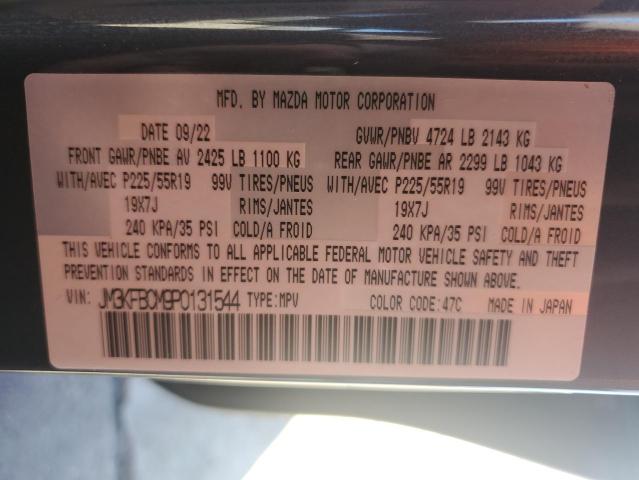 MFD. BY MAZDA MOTOR CORPORATION
DATE 09/22 GVWR/PNBV 4724 LB 2143 KG
FRONT GAWR/PNBE AV 2425 LB 1100 KG REAR GAWR/PNBE AR 2299 LB 1043 KG
WITH/AVEC P225/55R19 99V TIRES/PNEUS WITH/AVEC P225/55R19 99V TIRES/PNEUS
19X7J RIMS/JANTES 19X7J RIMS/JANTES
240 KPA/35 PSI COLD/A FROID 240 KPA/35 PSI COLD/A FROID
THIS VEHICLE CONFORMS TO ALL APPLICABLE FEDERAL MOTOR VEHICLE SAFETY AND THEFT
PREVENTION STANDARDS IN EFFECT ON THE DATE OF MANUFACTURE SHOWN ABOVE.
VIN: JM3KFBCM9P0131544 TYPE:MPV COLOR CODE:47C MADE IN JAPAN